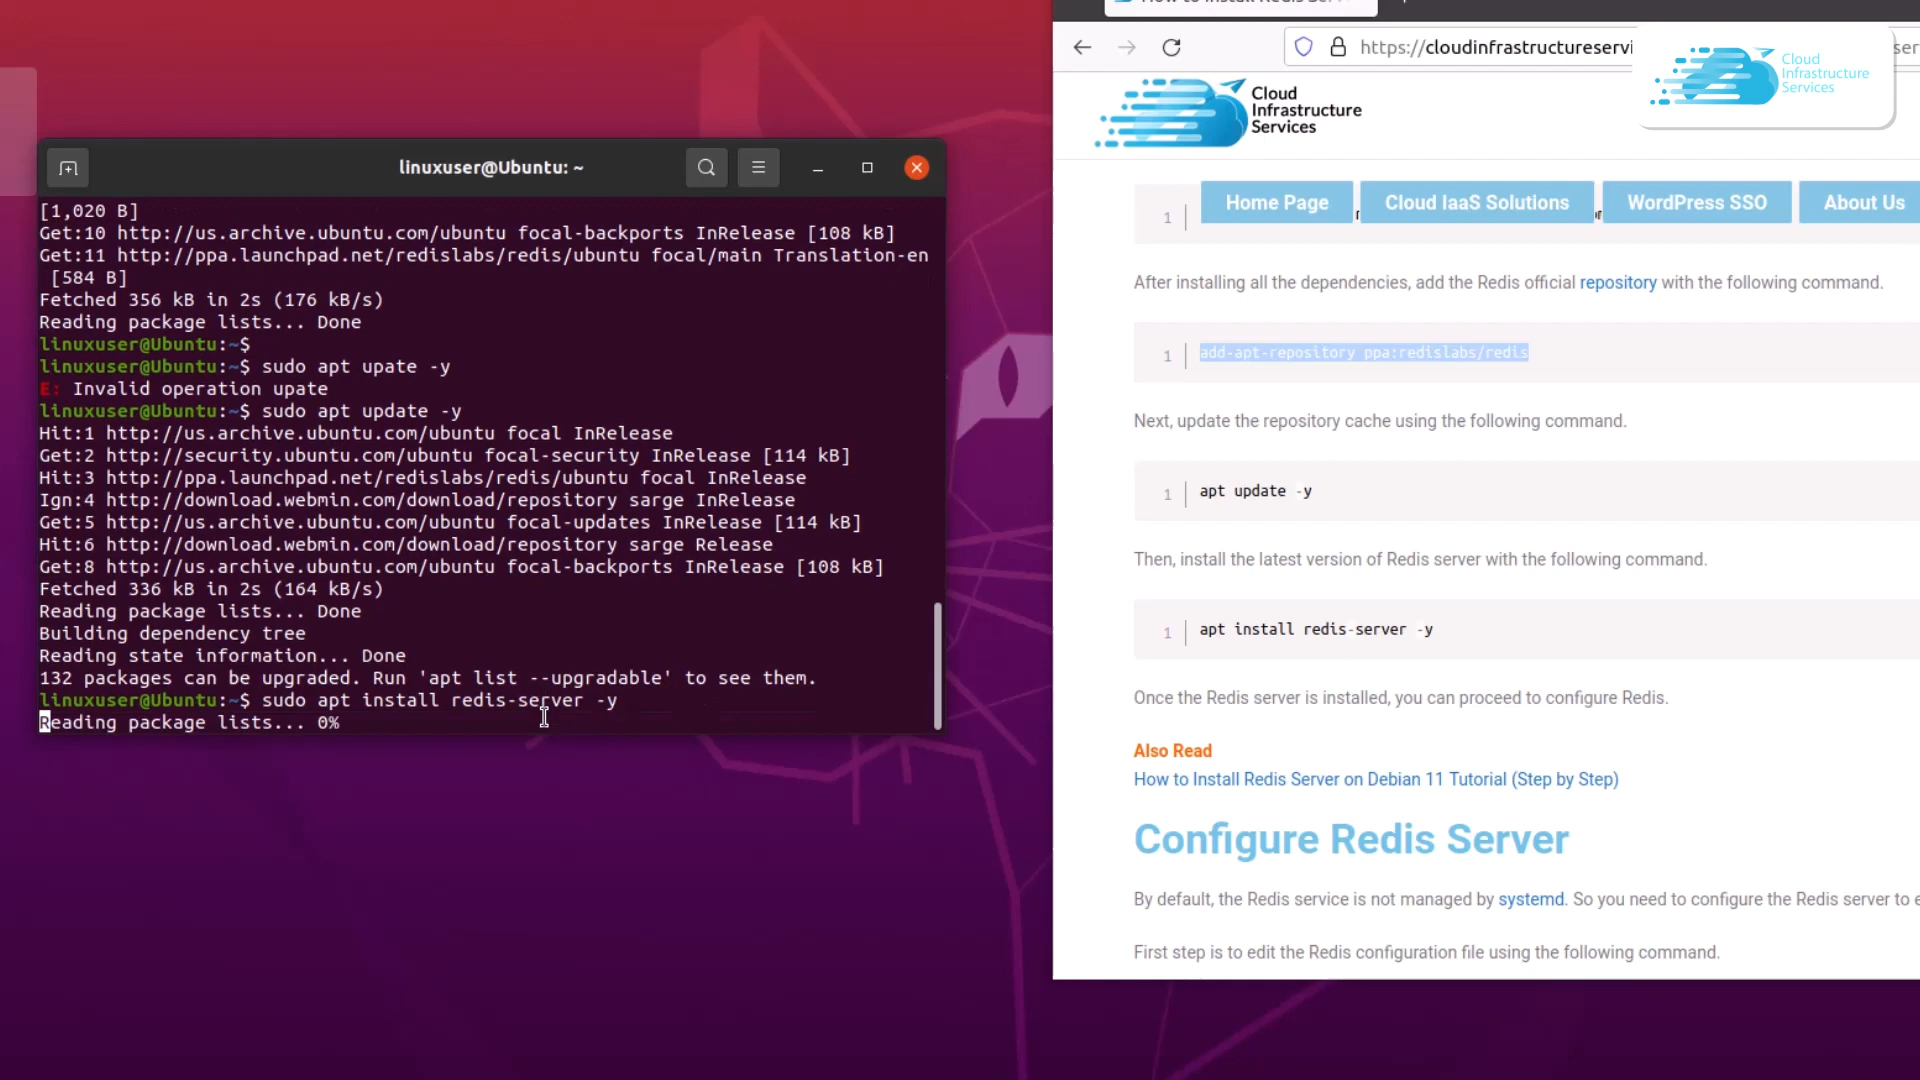 linuxuser@Ubuntu: ~
[1,020 B]
Get:10 http://us.archive.ubuntu.com/ubuntu focal-backports InRelease [108 kB]
Get:11 http://ppa.launchpad.net/redislabs/redis/ubuntu focal/main Translation-en
[584 B]
Fetched 356 kB in 2s (176 kB/s)
Reading package lists... Done
linuxuser@Ubuntu:~$
linuxuser@Ubuntu:~$ sudo apt upate -y
E: Invalid operation upate
linuxuser@Ubuntu:~$ sudo apt update -y
Hit:1 http://us.archive.ubuntu.com/ubuntu focal InRelease
Get:2 http://security.ubuntu.com/ubuntu focal-security InRelease [114 kB]
Hit:3 http://ppa.launchpad.net/redislabs/redis/ubuntu focal InRelease
Ign:4 http://download.webmin.com/download/repository sarge InRelease
Get:5 http://us.archive.ubuntu.com/ubuntu focal-updates InRelease [114 kB]
Hit:6 http://download.webmin.com/download/repository sarge Release
Get:8 http://us.archive.ubuntu.com/ubuntu focal-backports InRelease [108 kB]
Fetched 336 kB in 2s (164 kB/s)
Reading package lists... Done
Building dependency tree
Reading state information... Done
132 packages can be upgraded. Run 'apt list --upgradable' to see them.
linuxuser@Ubuntu:~$ sudo apt install redis-server -y
Reading package lists... 0%
https://cloudinfrastructureservi
Cloud
Infrastructure
Services
Cloud
Infrastructure
Services
Home Page
Cloud IaaS Solutions
WordPress SSO
About Us
1
After installing all the dependencies, add the Redis official repository with the following command.
1 add-apt-repository ppa:redislabs/redis
Next, update the repository cache using the following command.
1 apt update -y
Then, install the latest version of Redis server with the following command.
1 apt install redis-server -y
Once the Redis server is installed, you can proceed to configure Redis.
Also Read
How to Install Redis Server on Debian 11 Tutorial (Step by Step)
Configure Redis Server
By default, the Redis service is not managed by systemd. So you need to configure the Redis server to
First step is to edit the Redis configuration file using the following command.